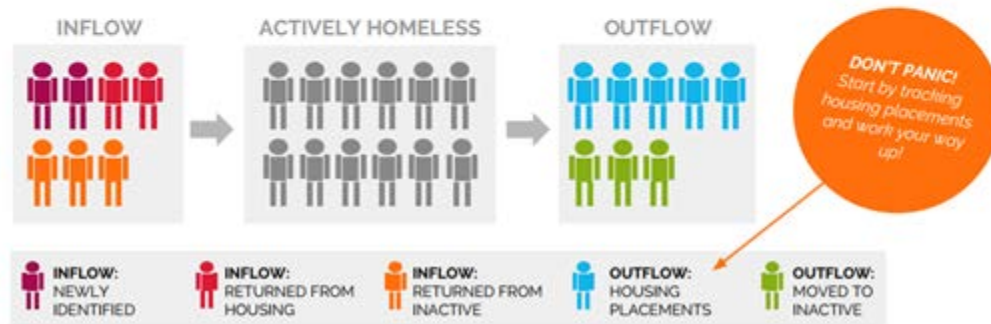 INFLOW
ACTIVELY HOMELESS
OUTFLOW
DON'T PANIC!
Start by tracking
housing placements
and work your way
up!
INFLOW:
NEWLY
IDENTIFIED
INFLOW:
RETURNED FROM
HOUSING
INFLOW:
RETURNED FROM
INACTIVE
OUTFLOW:
HOUSING
PLACEMENTS
OUTFLOW:
MOVED TO
INACTIVE